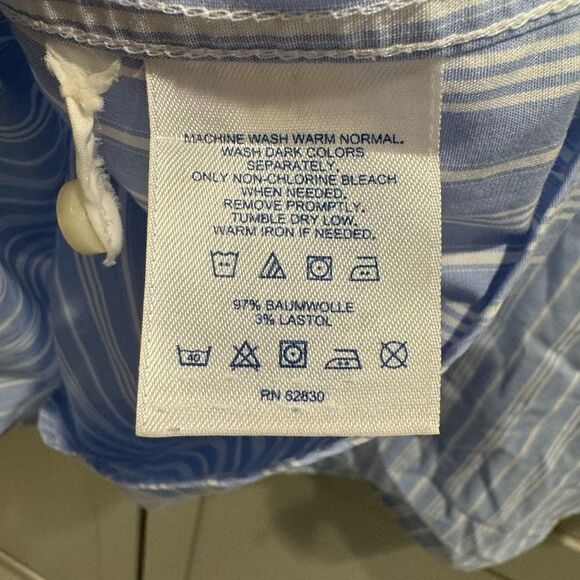 MACHINE WASH WARM NORMAL.
WASH DARK COLORS
SEPARATELY.
ONLY NON-CHLORINE BLEACH
WHEN NEEDED.
REMOVE PROMPTLY.
TUMBLE DRY LOW.
WARM IRON IF NEEDED.
97% BAUMWOLLE
3% LASTOL
40
RN 62830